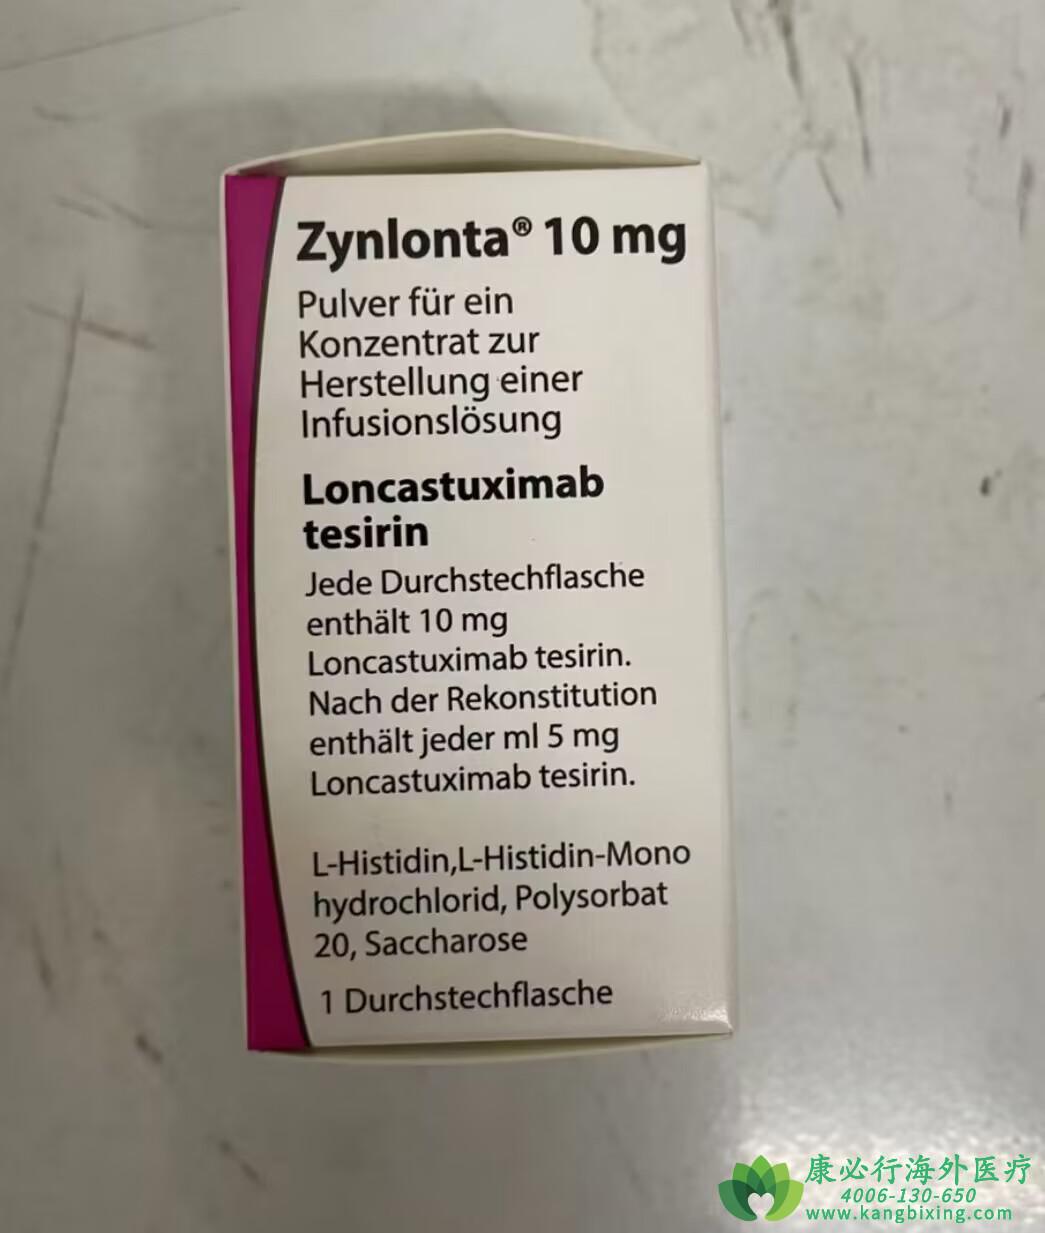 Zynlonta® 10 mg
Pulver für ein
Konzentrat zur
Herstellung einer
Infusionslösung
Loncastuximab
tesirin
Jede Durchstechflasche
enthält 10 mg
Loncastuximab tesirin.
Nach der Rekonstitution
enthält jeder ml 5 mg
Loncastuximab tesirin.
L-Histidin,L-Histidin-Mono
hydrochlorid, Polysorbat
20, Saccharose
1 Durchstechflasche
康必行海外医疗
4006-130-650
www.kangbixing.com